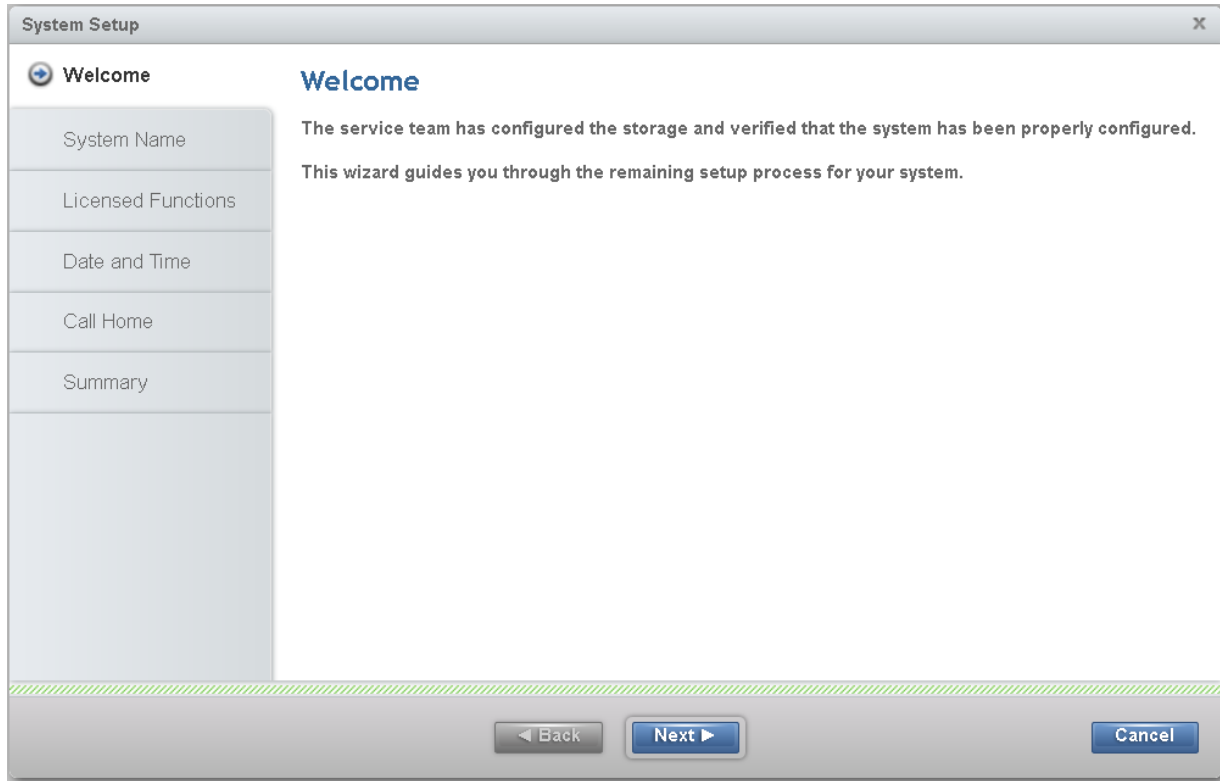 System Setup
x
Welcome
System Name
Licensed Functions
Date and Time
Call Home
Summary
Welcome
The service team has configured the storage and verified that the system has been properly configured.
This wizard guides you through the remaining setup process for your system.
Back
Next
Cancel